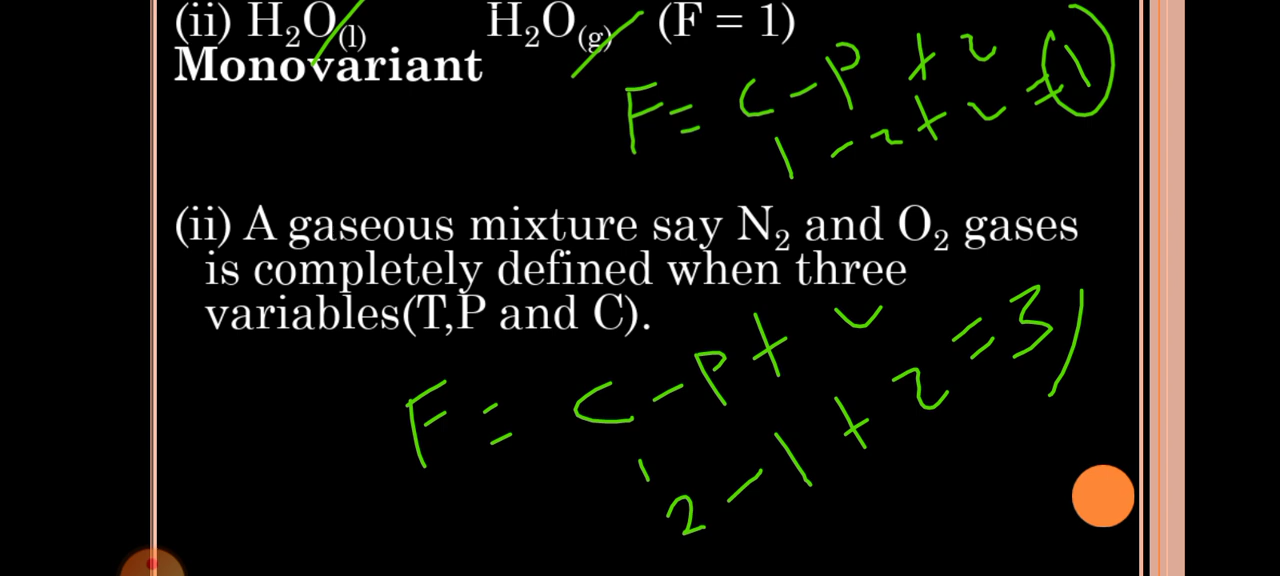 (ii) H₂O(l) H₂O(g) (F = 1)
Monovariant
F = C - P + 2
1 - 2 + 2 = 1
(ii) A gaseous mixture say N₂ and O₂ gases
is completely defined when three
variables(T,P and C).
F = C - P + 2
2 - 1 + 2 = 3